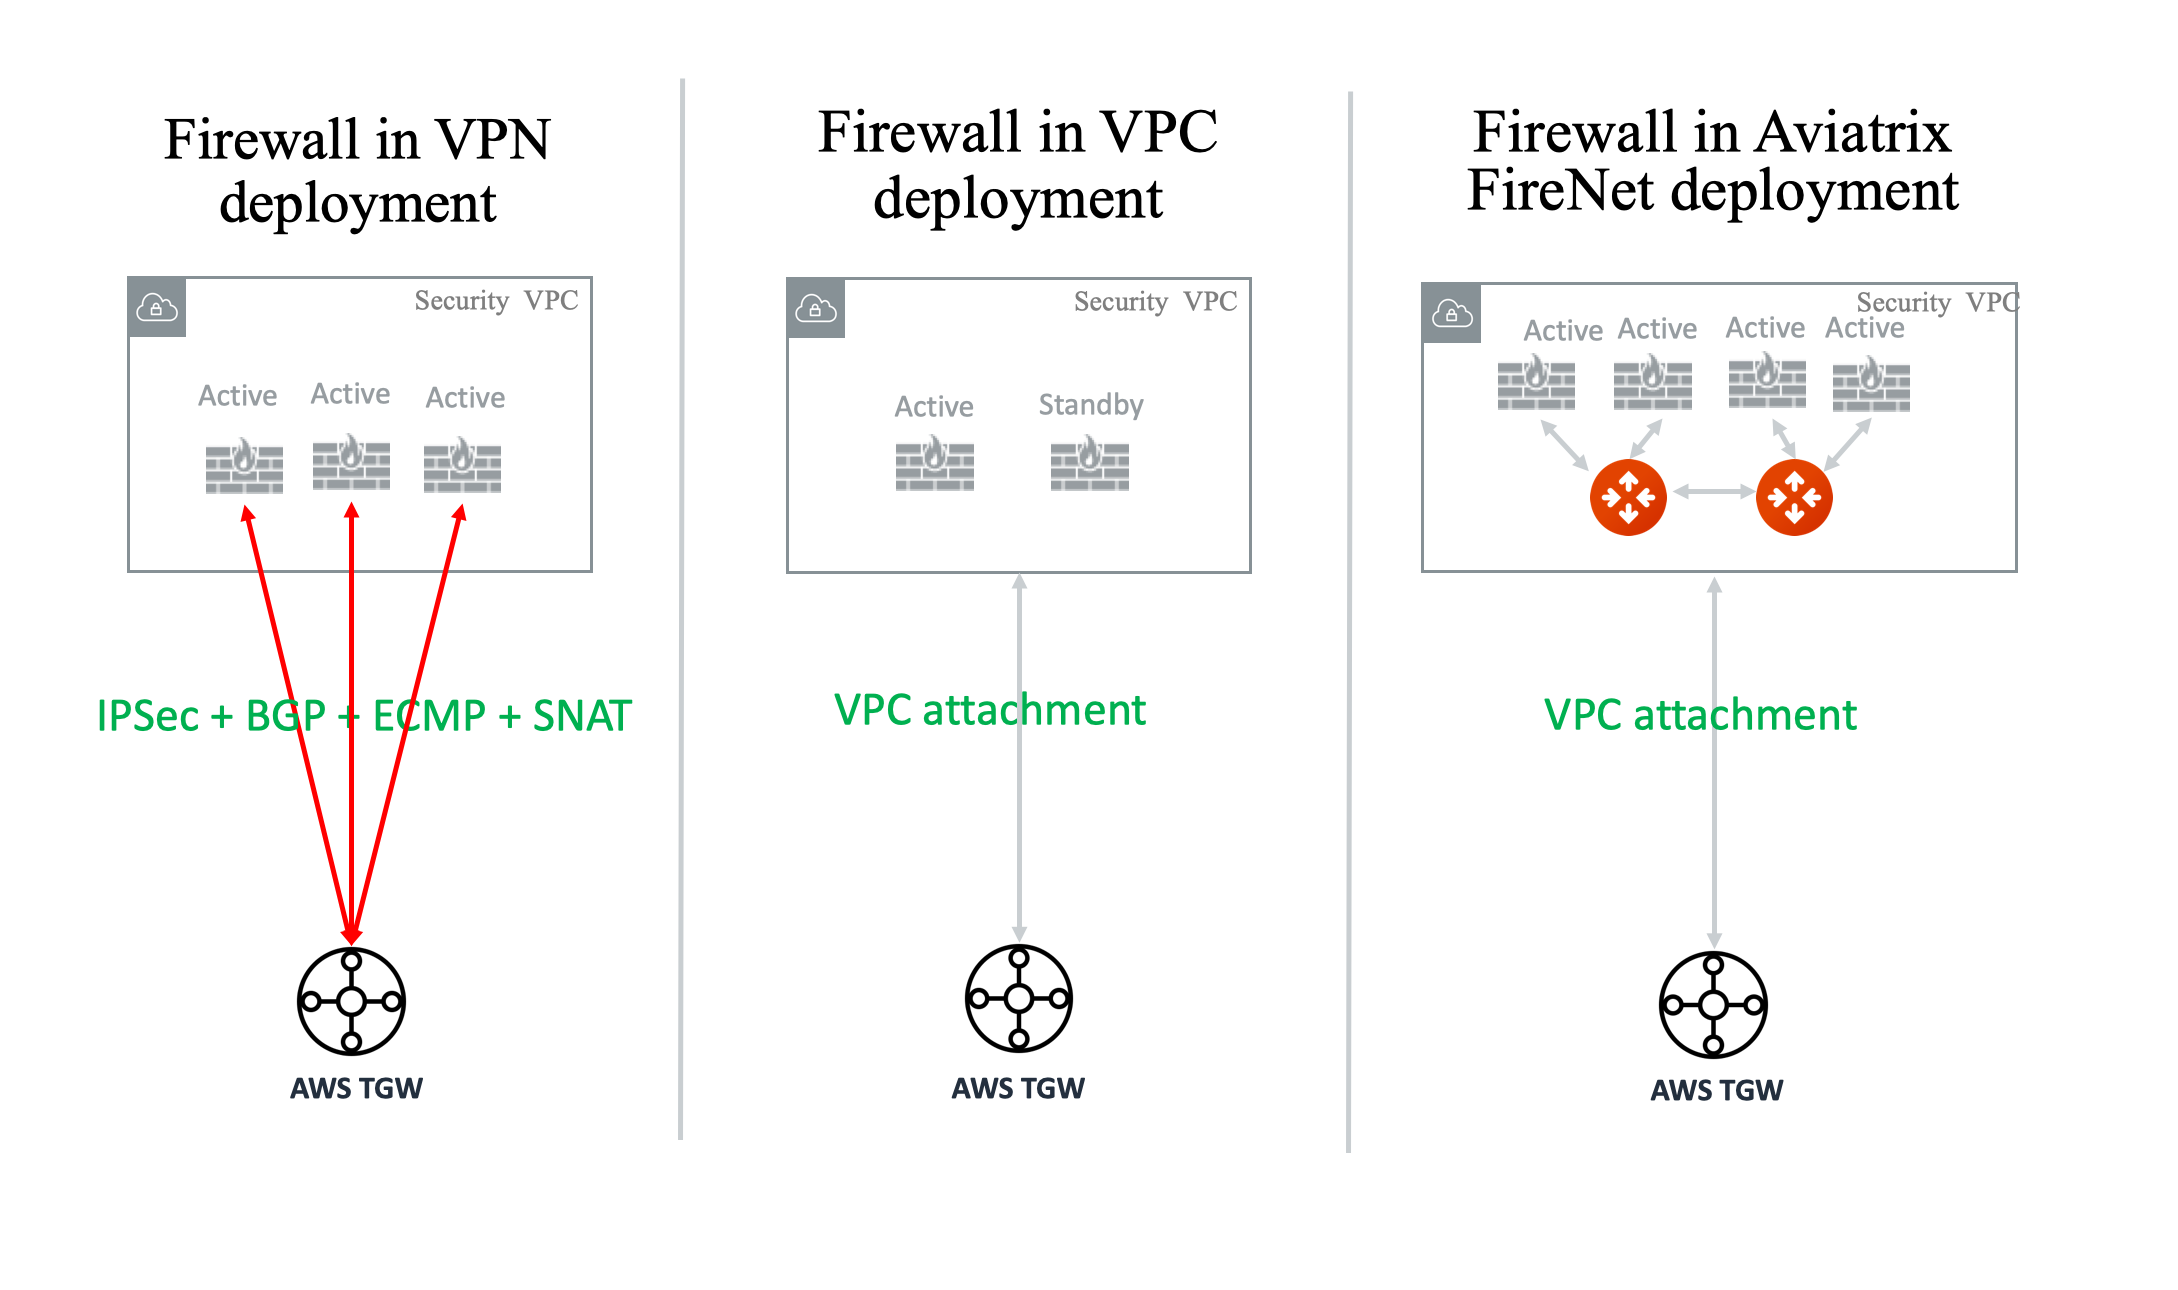 Firewall in VPN
deployment
Security VPC
Active Active Active
IPSec + BGP + ECMP + SNAT
AWS TGW
Firewall in VPC
deployment
Security VPC
Active Standby
VPC attachment
AWS TGW
Firewall in Aviatrix
FireNet deployment
Security VPC
Active Active Active Active
VPC attachment
AWS TGW